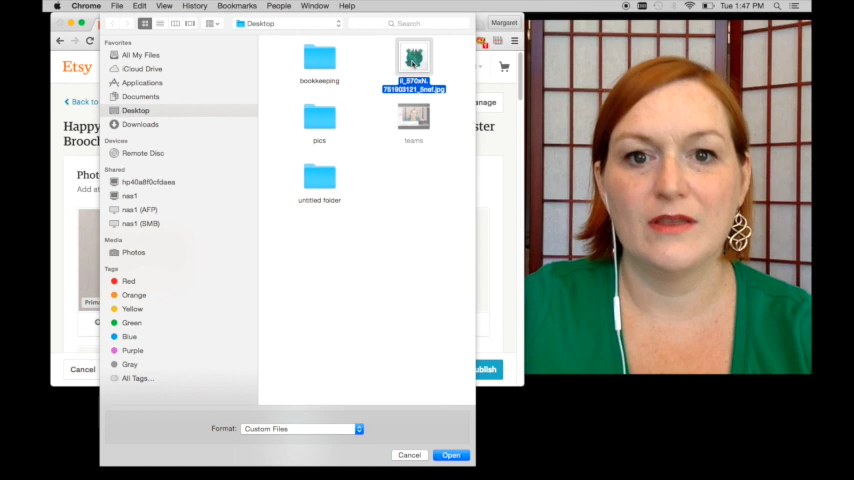 Chrome File Edit View History Bookmarks People Window Help
Tue 1:47 PM
Margaret
Desktop
Search
Etsy
Back to
anage
Happy
Brooc
ster
Pho
Add a
Prima
Cancel
ublish
Favorites
All My Files
iCloud Drive
Applications
Documents
Desktop
Downloads
Devices
Remote Disc
Shared
hp40a8f0cfdaea
nas1
nas1 (AFP)
nas1 (SMB)
Media
Photos
Tags
Red
Orange
Yellow
Green
Blue
Purple
Gray
All Tags...
bookkeeping
il_570xN.
751903121_5nef.jpg
pics
teams
untitled folder
Format: Custom Files
Cancel Open